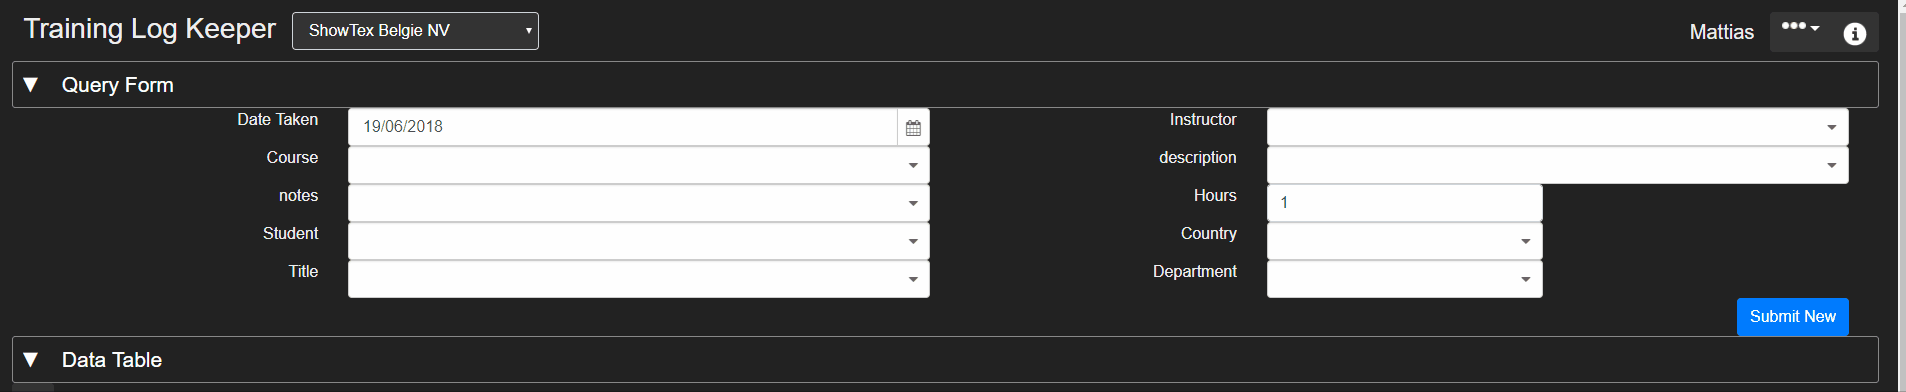 Training Log Keeper ShowTex Belgie NV Mattias
Query Form
Date Taken 19/06/2018 Instructor
Course description
notes Hours 1
Student Country
Title Department
Submit New
Data Table